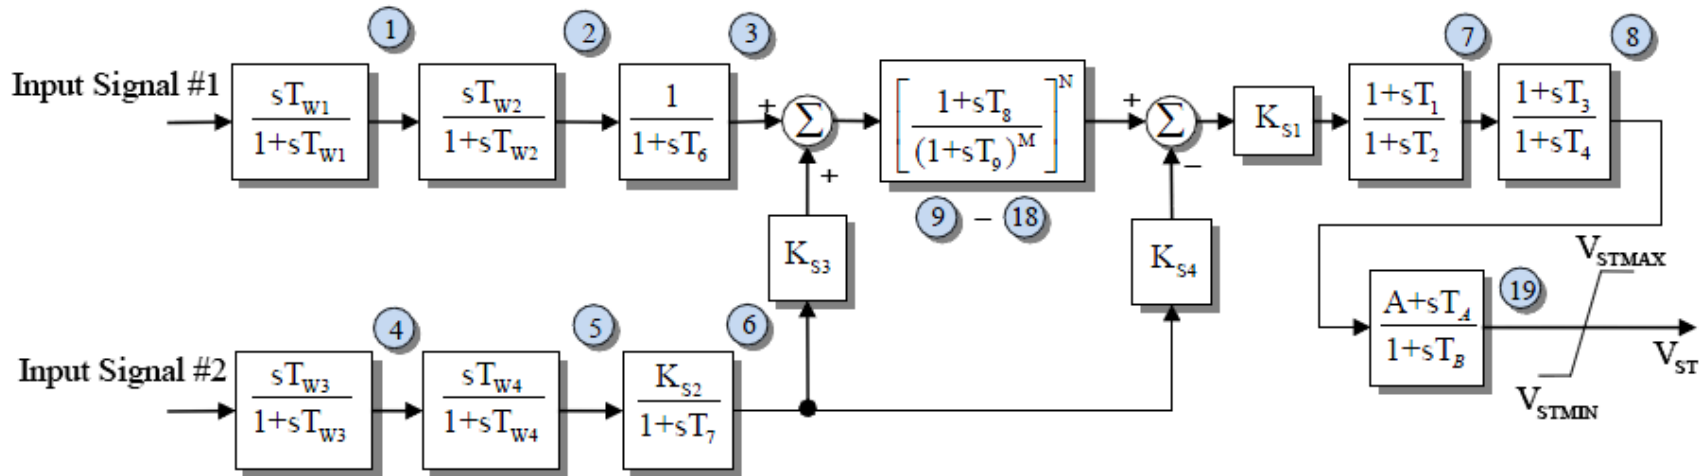 1 2 3 7 8
Input Signal #1
sT_W1
1+sT_W1
sT_W2
1+sT_W2
1
1+sT_6
+
Σ
+
[ 1+sT_8
(1+sT_9)^M ]^N
9 – 18
+
Σ
−
K_S1
1+sT_1
1+sT_2
1+sT_3
1+sT_4
K_S3
K_S4
V_STMAX
A+sT_A
1+sT_B
19
V_ST
V_STMIN
4 5 6
Input Signal #2
sT_W3
1+sT_W3
sT_W4
1+sT_W4
K_S2
1+sT_7